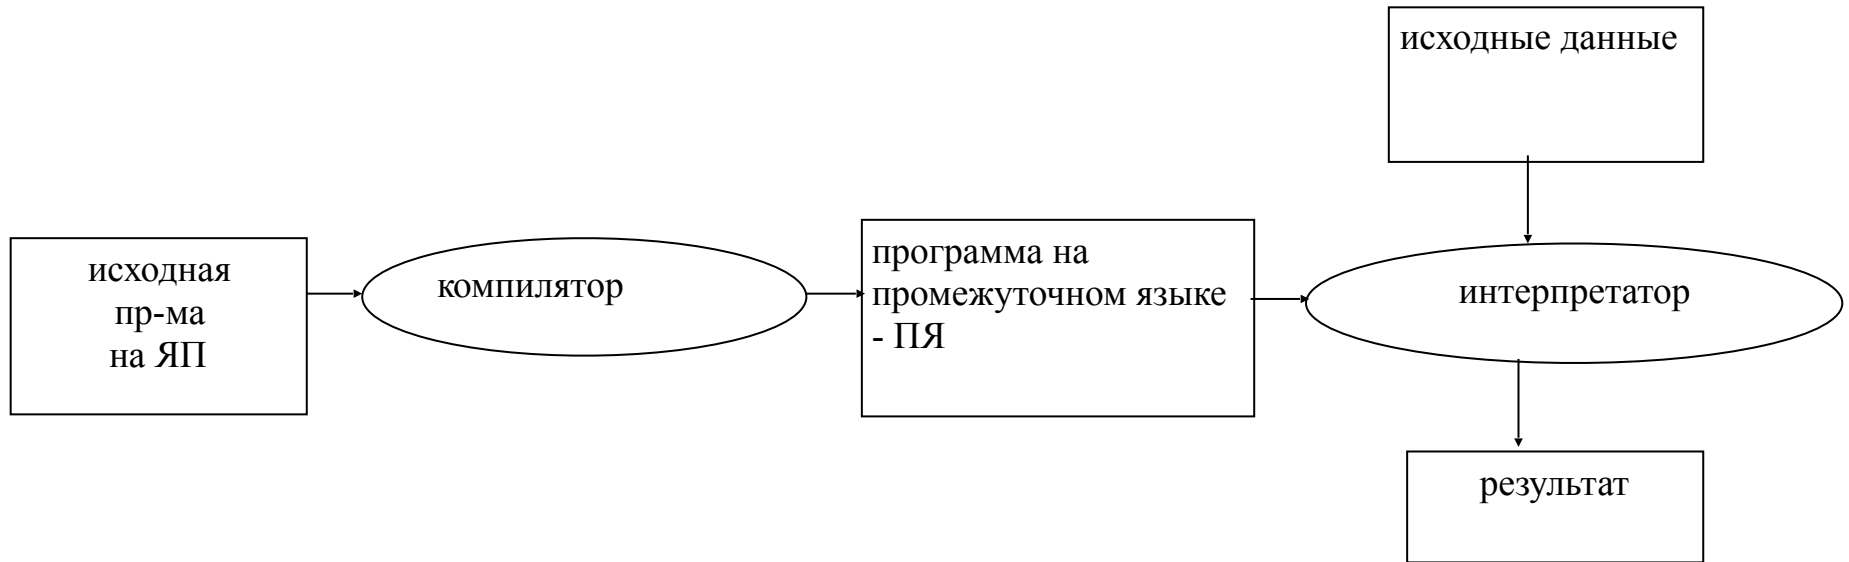 исходные данные
исходная
пр-ма
на ЯП
компилятор
программа на
промежуточном языке
- ПЯ
интерпретатор
результат